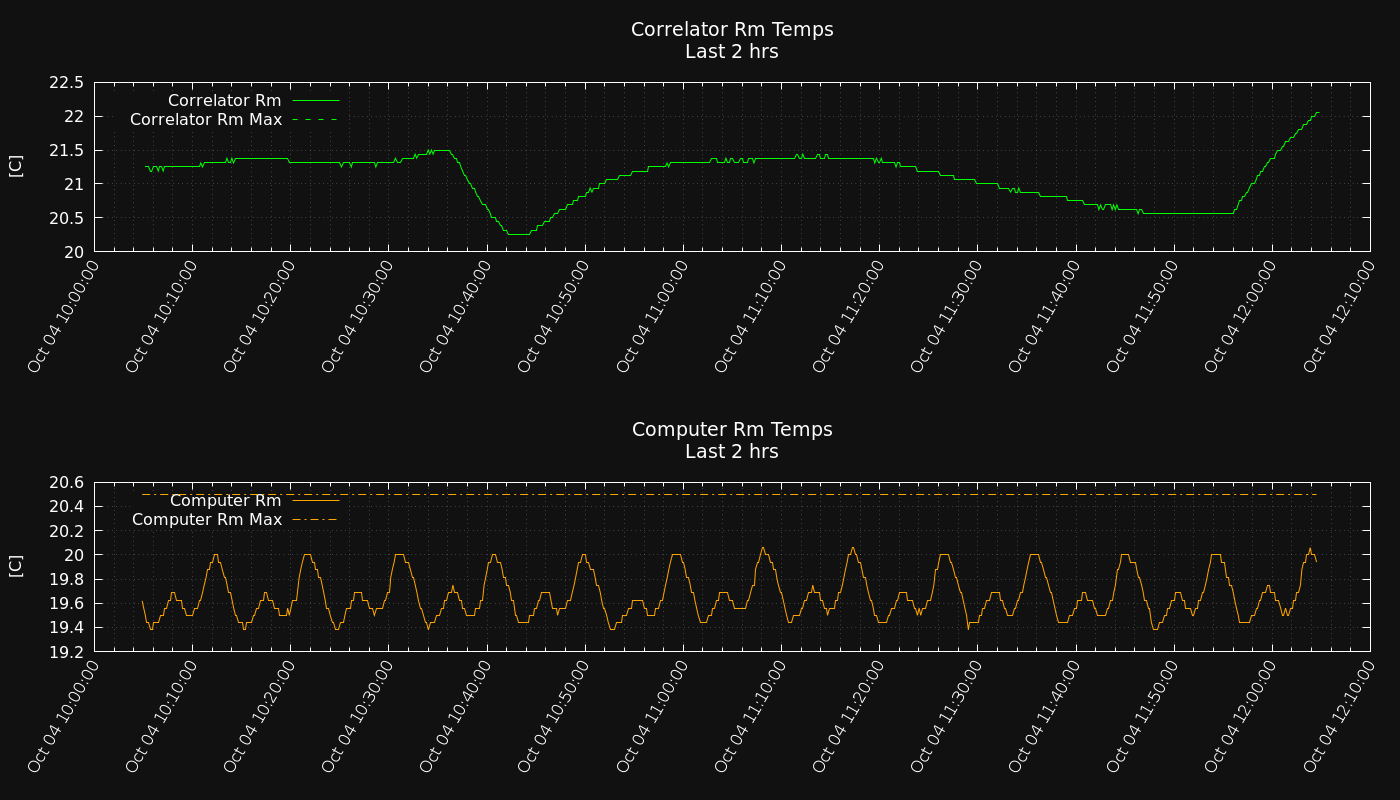 Correlator Rm Temps
Last 2 hrs
22.5
22
21.5
21
20.5
20
[C]
Correlator Rm
Correlator Rm Max
Oct 04 10:00:00
Oct 04 10:10:00
Oct 04 10:20:00
Oct 04 10:30:00
Oct 04 10:40:00
Oct 04 10:50:00
Oct 04 11:00:00
Oct 04 11:10:00
Oct 04 11:20:00
Oct 04 11:30:00
Oct 04 11:40:00
Oct 04 11:50:00
Oct 04 12:00:00
Oct 04 12:10:00
Computer Rm Temps
Last 2 hrs
20.6
20.4
20.2
20
19.8
19.6
19.4
19.2
[C]
Computer Rm
Computer Rm Max
Oct 04 10:00:00
Oct 04 10:10:00
Oct 04 10:20:00
Oct 04 10:30:00
Oct 04 10:40:00
Oct 04 10:50:00
Oct 04 11:00:00
Oct 04 11:10:00
Oct 04 11:20:00
Oct 04 11:30:00
Oct 04 11:40:00
Oct 04 11:50:00
Oct 04 12:00:00
Oct 04 12:10:00